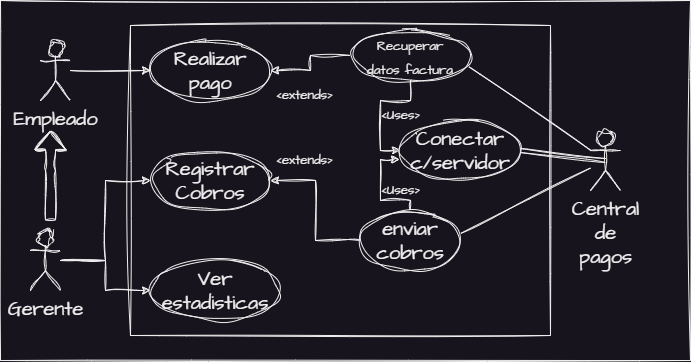 Recuperar
datos factura
Realizar
pago
Empleado
<extends>
<Uses>
Conectar
c/servidor
Registrar
Cobros
<extends>
<Uses>
Central
de
pagos
enviar
cobros
Ver
estadisticas
Gerente